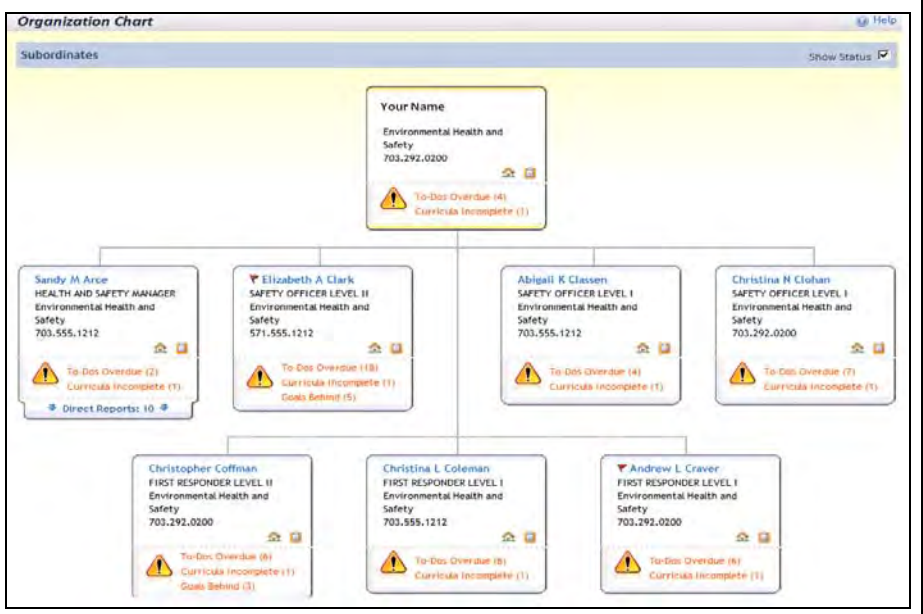 Organization Chart
Help
Subordinates
Show Status
Your Name
Environmental Health and
Safety
703.292.0200
To-Dos Overdue (4)
Curricula Incomplete (1)
Sandy M Arce
HEALTH AND SAFETY MANAGER
Environmental Health and
Safety
703.555.1212
To-Dos Overdue (2)
Curricula Incomplete (1)
Direct Reports: 10
Elizabeth A Clark
SAFETY OFFICER LEVEL II
Environmental Health and
Safety
571.555.1212
To-Dos Overdue (18)
Curricula Incomplete (1)
Goals Behind (5)
Abigail K Classen
SAFETY OFFICER LEVEL I
Environmental Health and
Safety
703.555.1212
To-Dos Overdue (4)
Curricula Incomplete (1)
Christina N Clohan
SAFETY OFFICER LEVEL I
Environmental Health and
Safety
703.292.0200
To-Dos Overdue (7)
Curricula Incomplete (1)
Christopher Coffman
FIRST RESPONDER LEVEL II
Environmental Health and
Safety
703.292.0200
To-Dos Overdue (6)
Curricula Incomplete (1)
Goals Behind (3)
Christina L Coleman
FIRST RESPONDER LEVEL I
Environmental Health and
Safety
703.555.1212
To-Dos Overdue (6)
Curricula Incomplete (1)
Andrew L Craver
FIRST RESPONDER LEVEL I
Environmental Health and
Safety
703.292.0200
To-Dos Overdue (6)
Curricula Incomplete (1)